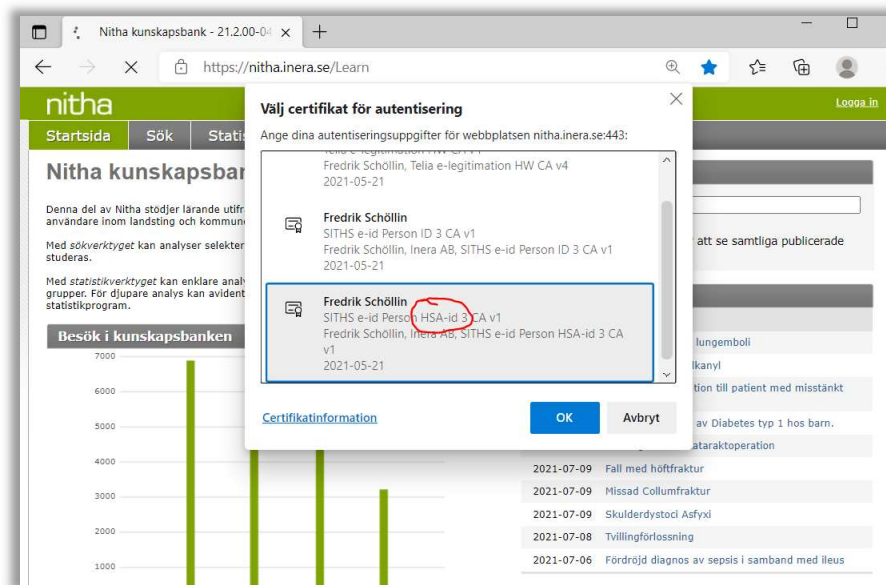 Nitha kunskapsbank - 21.2.00-04
https://nitha.inera.se/Learn
nitha
Logga in
Startsida Sök
Nitha kunskapsban
Denna del av Nitha stödjer lärande utifr
användare inom landsting och kommun
Med sökverktyget kan analyser selekter
studeras.
Med statistikverktyget kan enklare analy
grupper. För djupare analys kan avident
statistikprogram.
Besök i kunskapsbanken
7000
6000
5000
4000
3000
2000
1000
Välj certifikat för autentisering
Ange dina autentiseringsuppgifter för webbplatsen nitha.inera.se:443:
Fredrik Schöllin, Telia e-legitimation HW CA v4
2021-05-21
Fredrik Schöllin
SITHS e-id Person ID 3 CA v1
Fredrik Schöllin, Inera AB, SITHS e-id Person ID 3 CA v1
2021-05-21
Fredrik Schöllin
SITHS e-id Person HSA-id 3 CA v1
Fredrik Schöllin, Inera AB, SITHS e-id Person HSA-id 3 CA
v1
2021-05-21
Certifikatinformation
OK
Avbryt
att se samtliga publicerade
lungemboli
lkanyl
tion till patient med misstänkt
av Diabetes typ 1 hos barn.
ataraktoperation
2021-07-09 Fall med höftfraktur
2021-07-09 Missad Collumfraktur
2021-07-09 Skulderdystoci Asfyxi
2021-07-08 Tvillingförlossning
2021-07-06 Fördröjd diagnos av sepsis i samband med ileus